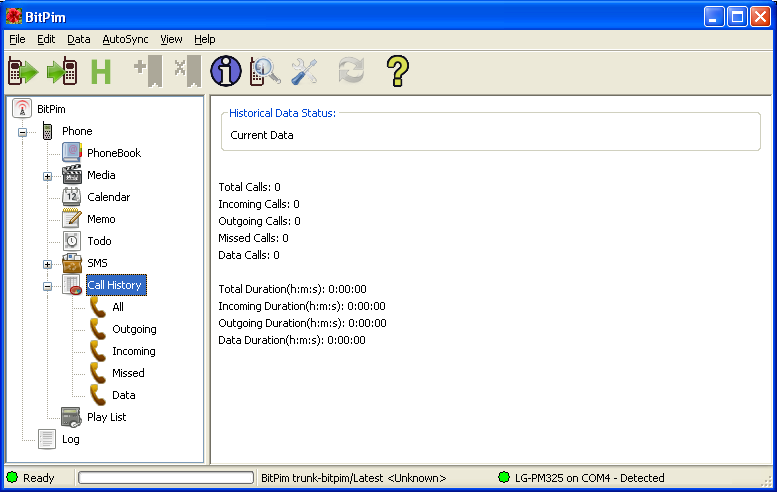 BitPim
File Edit Data AutoSync View Help
BitPim
Phone
PhoneBook
Media
Calendar
Memo
Todo
SMS
Call History
All
Outgoing
Incoming
Missed
Data
Play List
Log
Historical Data Status:
Current Data
Total Calls: 0
Incoming Calls: 0
Outgoing Calls: 0
Missed Calls: 0
Data Calls: 0
Total Duration(h:m:s): 0:00:00
Incoming Duration(h:m:s): 0:00:00
Outgoing Duration(h:m:s): 0:00:00
Data Duration(h:m:s): 0:00:00
Ready BitPim trunk-bitpim/Latest <Unknown> LG-PM325 on COM4 - Detected